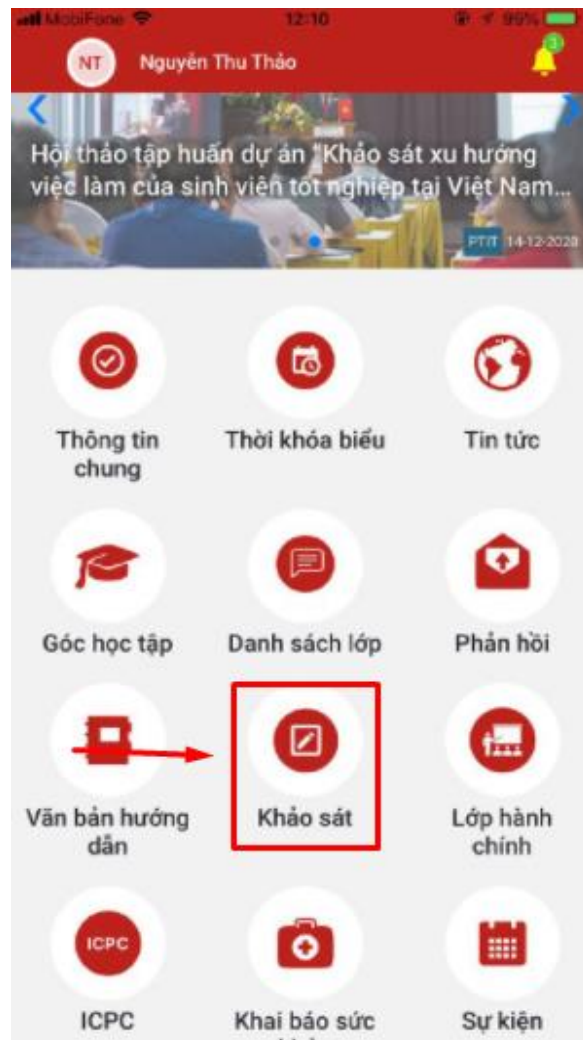 MobiFone 12:10 99%
NT Nguyễn Thu Thảo 3
Hội thảo tập huấn dự án "Khảo sát xu hướng
việc làm của sinh viên tốt nghiệp tại Việt Nam...
PTIT 14-12-2020
Thông tin
chung
Thời khóa biểu
Tin tức
Góc học tập
Danh sách lớp
Phản hồi
Văn bản hướng
dẫn
Khảo sát
Lớp hành
chính
ICPC
ICPC
Khai báo sức
Sự kiện